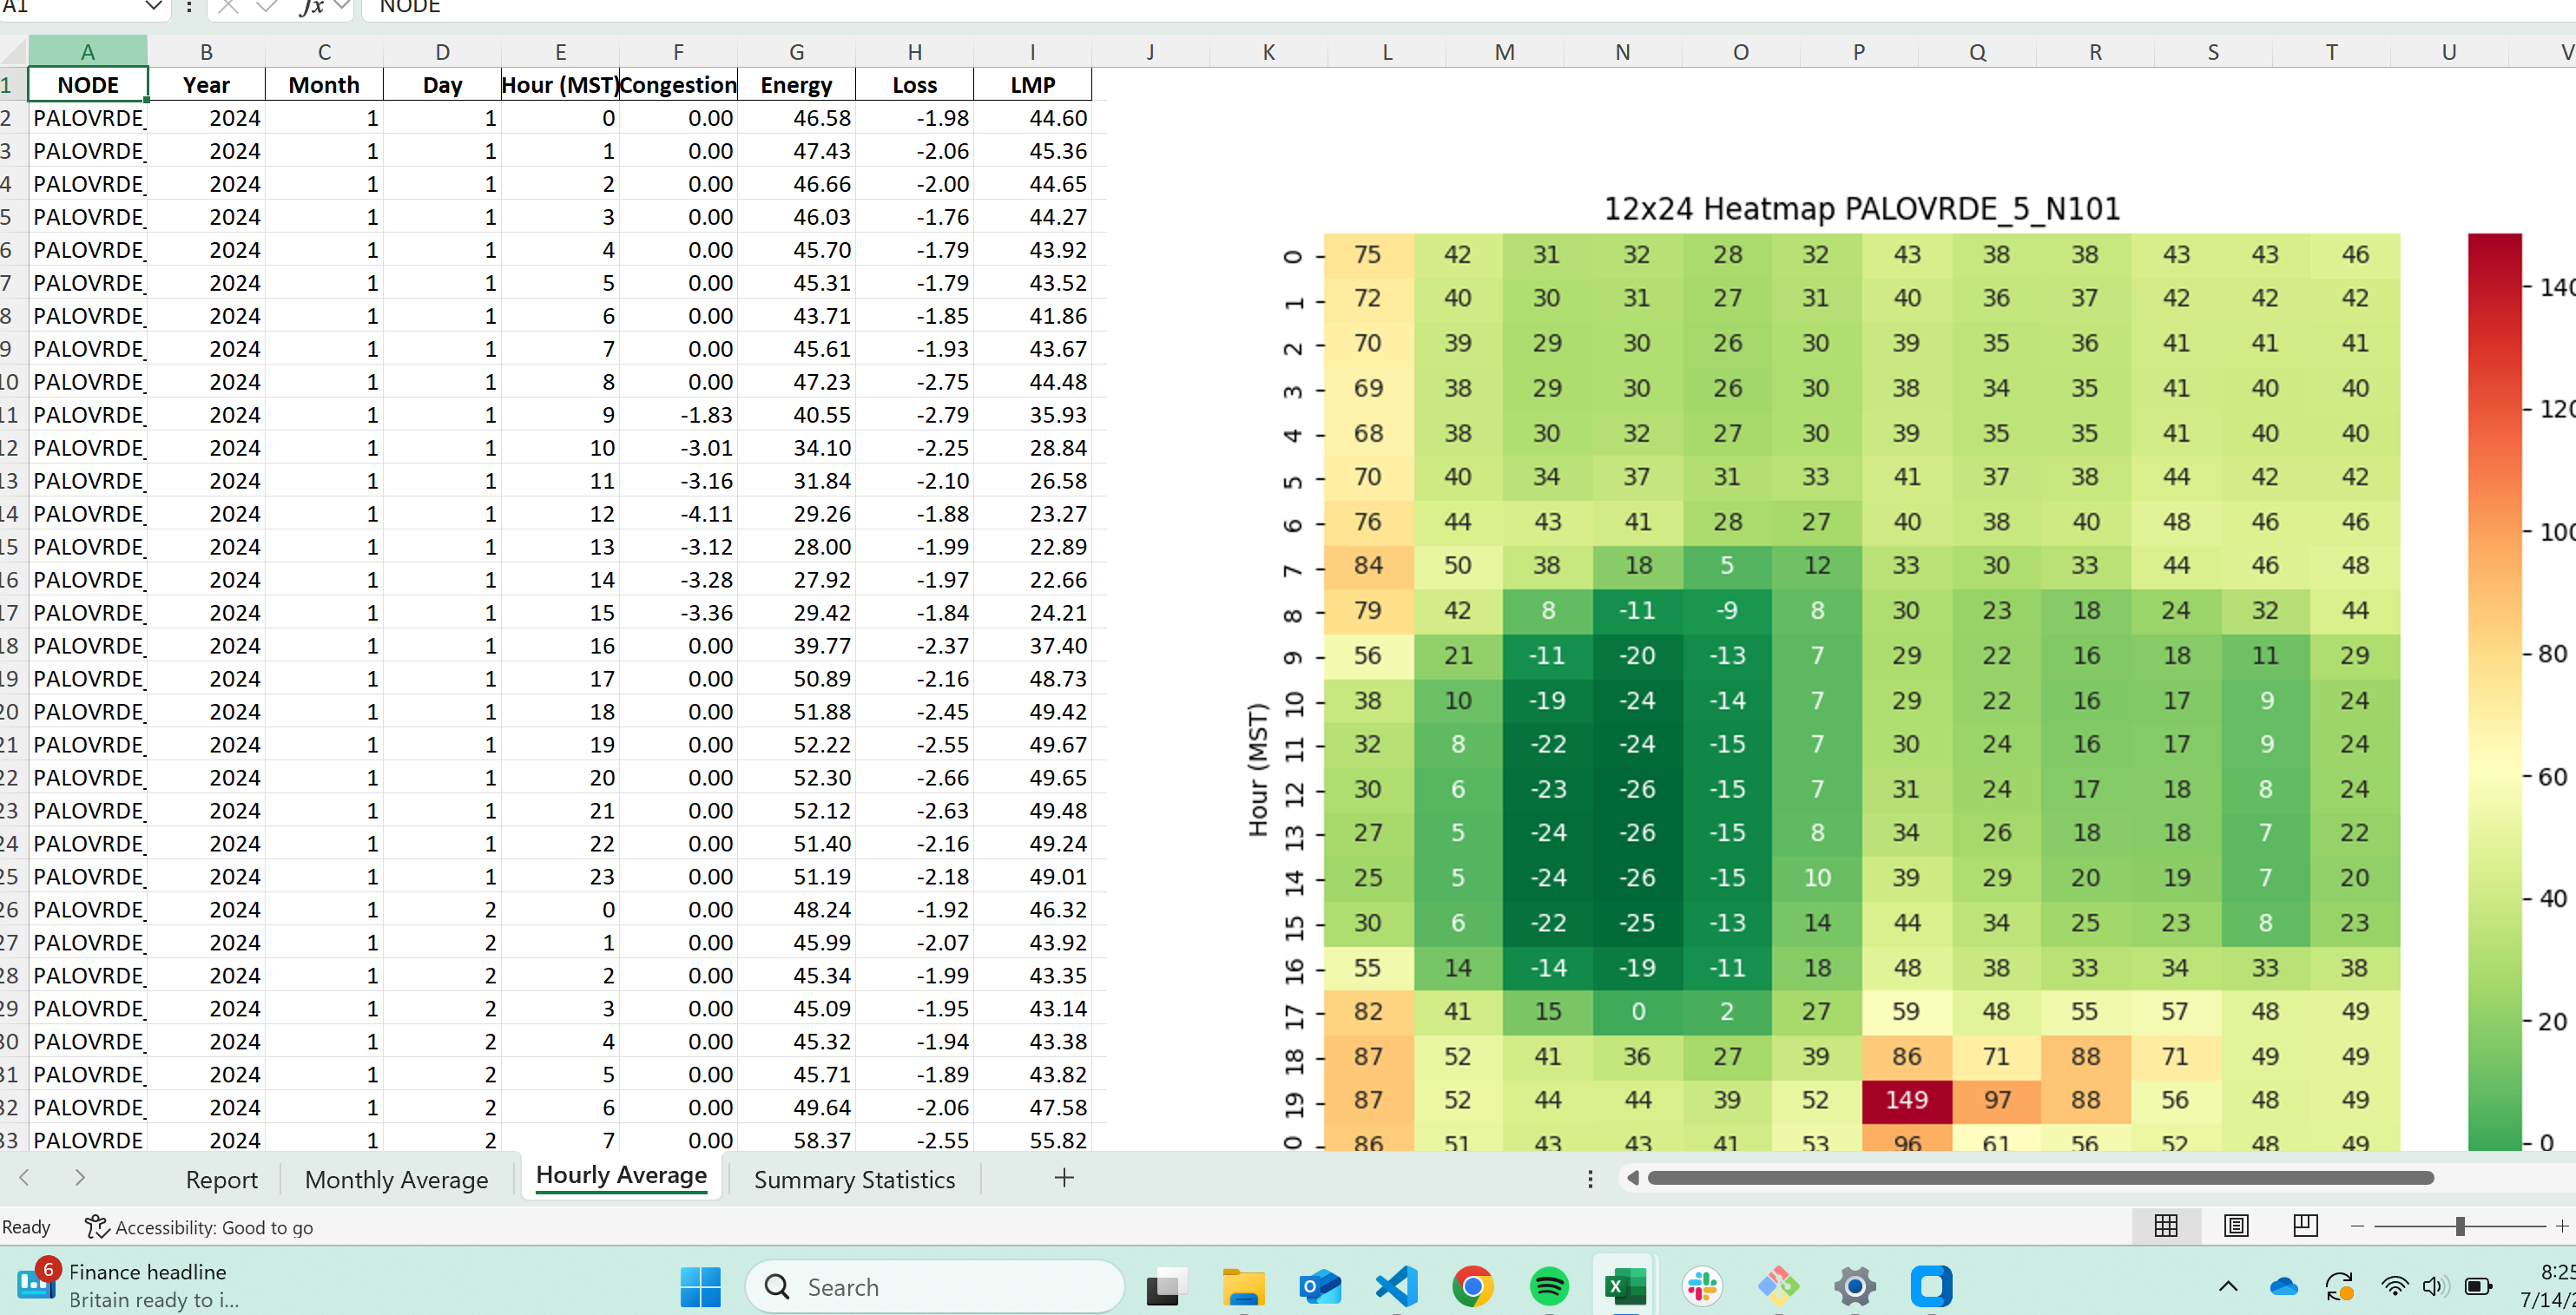 A1 fx NODE
A B C D E F G H I J K L M N O P Q R S T U V
1 NODE Year Month Day Hour (MST) Congestion Energy Loss LMP
2 PALOVRDE_ 2024 1 1 0 0.00 46.58 -1.98 44.60
3 PALOVRDE_ 2024 1 1 1 0.00 47.43 -2.06 45.36
4 PALOVRDE_ 2024 1 1 2 0.00 46.66 -2.00 44.65
5 PALOVRDE_ 2024 1 1 3 0.00 46.03 -1.76 44.27
6 PALOVRDE_ 2024 1 1 4 0.00 45.70 -1.79 43.92
7 PALOVRDE_ 2024 1 1 5 0.00 45.31 -1.79 43.52
8 PALOVRDE_ 2024 1 1 6 0.00 43.71 -1.85 41.86
9 PALOVRDE_ 2024 1 1 7 0.00 45.61 -1.93 43.67
10 PALOVRDE_ 2024 1 1 8 0.00 47.23 -2.75 44.48
11 PALOVRDE_ 2024 1 1 9 -1.83 40.55 -2.79 35.93
12 PALOVRDE_ 2024 1 1 10 -3.01 34.10 -2.25 28.84
13 PALOVRDE_ 2024 1 1 11 -3.16 31.84 -2.10 26.58
14 PALOVRDE_ 2024 1 1 12 -4.11 29.26 -1.88 23.27
15 PALOVRDE_ 2024 1 1 13 -3.12 28.00 -1.99 22.89
16 PALOVRDE_ 2024 1 1 14 -3.28 27.92 -1.97 22.66
17 PALOVRDE_ 2024 1 1 15 -3.36 29.42 -1.84 24.21
18 PALOVRDE_ 2024 1 1 16 0.00 39.77 -2.37 37.40
19 PALOVRDE_ 2024 1 1 17 0.00 50.89 -2.16 48.73
20 PALOVRDE_ 2024 1 1 18 0.00 51.88 -2.45 49.42
21 PALOVRDE_ 2024 1 1 19 0.00 52.22 -2.55 49.67
22 PALOVRDE_ 2024 1 1 20 0.00 52.30 -2.66 49.65
23 PALOVRDE_ 2024 1 1 21 0.00 52.12 -2.63 49.48
24 PALOVRDE_ 2024 1 1 22 0.00 51.40 -2.16 49.24
25 PALOVRDE_ 2024 1 1 23 0.00 51.19 -2.18 49.01
26 PALOVRDE_ 2024 1 2 0 0.00 48.24 -1.92 46.32
27 PALOVRDE_ 2024 1 2 1 0.00 45.99 -2.07 43.92
28 PALOVRDE_ 2024 1 2 2 0.00 45.34 -1.99 43.35
29 PALOVRDE_ 2024 1 2 3 0.00 45.09 -1.95 43.14
30 PALOVRDE_ 2024 1 2 4 0.00 45.32 -1.94 43.38
31 PALOVRDE_ 2024 1 2 5 0.00 45.71 -1.89 43.82
32 PALOVRDE_ 2024 1 2 6 0.00 49.64 -2.06 47.58
33 PALOVRDE 2024 1 2 7 0.00 58.37 -2.55 55.82
12x24 Heatmap PALOVRDE_5_N101
Hour (MST)
0 75 42 31 32 28 32 43 38 38 43 43 46
1 72 40 30 31 27 31 40 36 37 42 42 42
2 70 39 29 30 26 30 39 35 36 41 41 41
3 69 38 29 30 26 30 38 34 35 41 40 40
4 68 38 30 32 27 30 39 35 35 41 40 40
5 70 40 34 37 31 33 41 37 38 44 42 42
6 76 44 43 41 28 27 40 38 40 48 46 46
7 84 50 38 18 5 12 33 30 33 44 46 48
8 79 42 8 -11 -9 8 30 23 18 24 32 44
9 56 21 -11 -20 -13 7 29 22 16 18 11 29
10 38 10 -19 -24 -14 7 29 22 16 17 9 24
11 32 8 -22 -24 -15 7 30 24 16 17 9 24
12 30 6 -23 -26 -15 7 31 24 17 18 8 24
13 27 5 -24 -26 -15 8 34 26 18 18 7 22
14 25 5 -24 -26 -15 10 39 29 20 19 7 20
15 30 6 -22 -25 -13 14 44 34 25 23 8 23
16 55 14 -14 -19 -11 18 48 38 33 34 33 38
17 82 41 15 0 2 27 59 48 55 57 48 49
18 87 52 41 36 27 39 86 71 88 71 49 49
19 87 52 44 44 39 52 149 97 88 56 48 49
0 86 51 43 43 41 53 96 61 56 52 48 49
140
120
100
80
60
40
20
0
Report Monthly Average Hourly Average Summary Statistics +
Ready Accessibility: Good to go
6 Finance headline
Britain ready to i...
Search
8:25
7/14/2